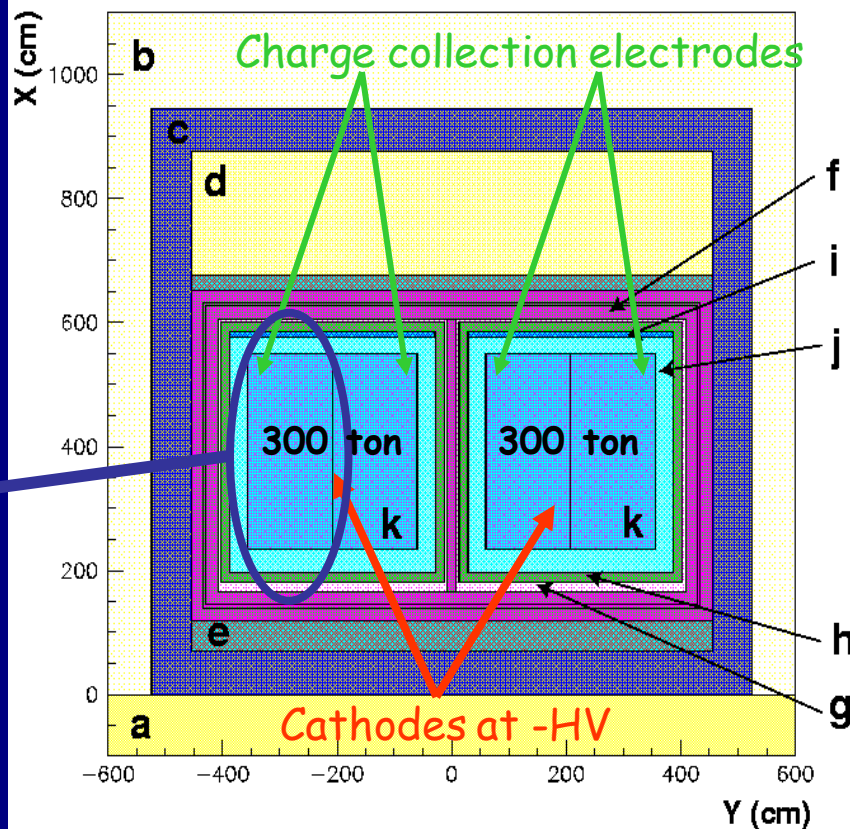 X (cm)
b
Charge collection electrodes
1000
c
d
f
800
i
600
j
300 ton
300 ton
400
k
k
200
e
h
0
g
a
Cathodes at -HV
−600
−400
−200
0
200
400
600
Y (cm)